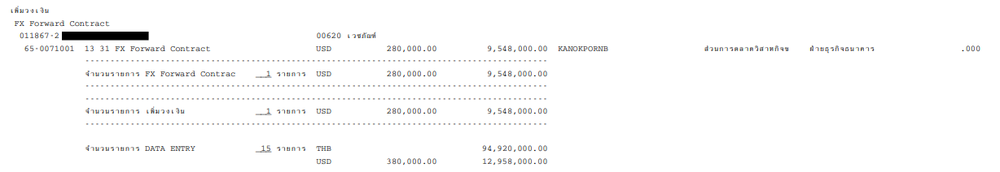 เพิ่มวงเงิน
FX Forward Contract
011867-2 00620 เวชภัณฑ์
65-0071001 13 31 FX Forward Contract USD 280,000.00 9,548,000.00 KANOKPORNB ส่วนการตลาดวิสาหกิจข ฝ่ายธุรกิจธนาคาร .000
จำนวนรายการ FX Forward Contrac 1 รายการ USD 280,000.00 9,548,000.00
จำนวนรายการ เพิ่มวงเงิน 1 รายการ USD 280,000.00 9,548,000.00
จำนวนรายการ DATA ENTRY 15 รายการ THB 94,920,000.00
USD 380,000.00 12,958,000.00